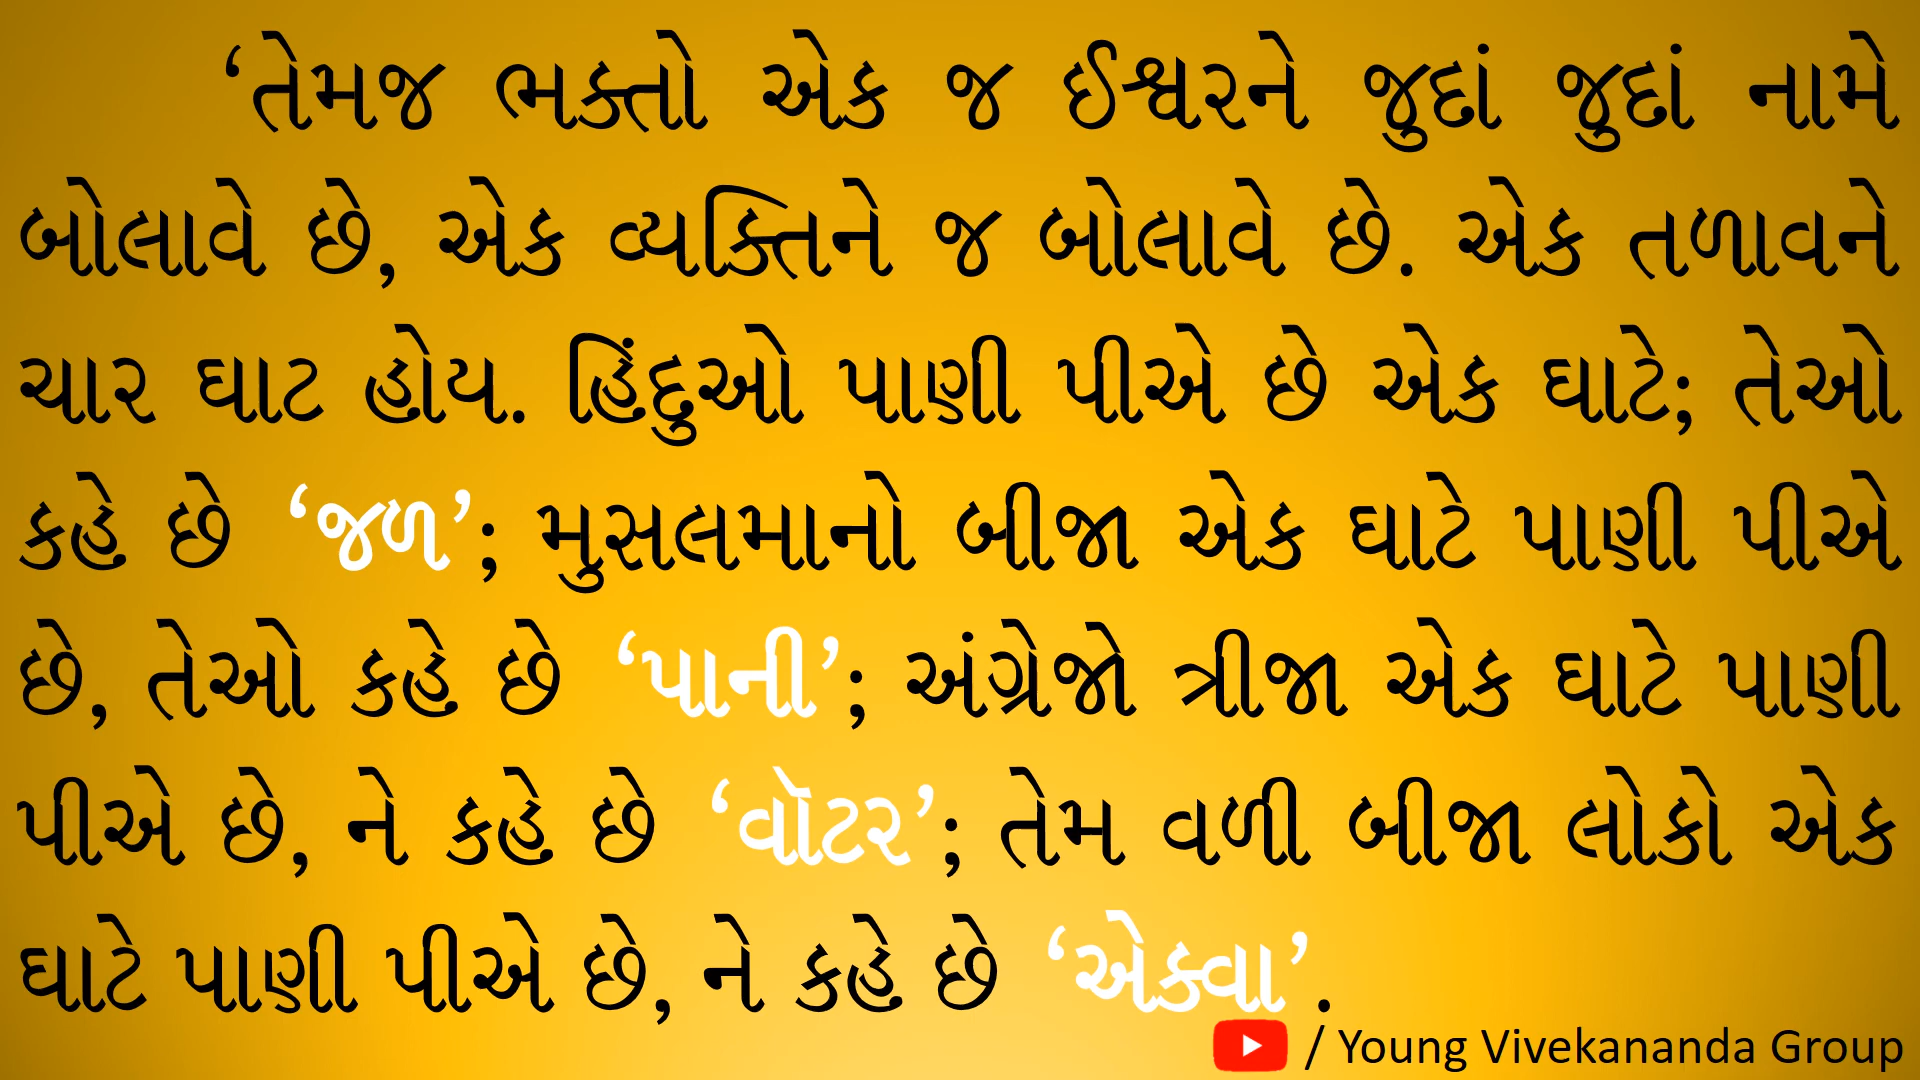 ‘તેમજ ભક્તો એક જ ઈશ્વરને જુદાં જુદાં નામે
બોલાવે છે, એક વ્યક્તિને જ બોલાવે છે. એક તળાવને
ચાર ઘાટ હોય. હિંદુઓ પાણી પીએ છે એક ઘાટે; તેઓ
કહે છે ‘જળ’; મુસલમાનો બીજા એક ઘાટે પાણી પીએ
છે, તેઓ કહે છે ‘પાની’; અંગ્રેજો ત્રીજા એક ઘાટે પાણી
પીએ છે, ને કહે છે ‘વૉટર’; તેમ વળી બીજા લોકો એક
ઘાટે પાણી પીએ છે, ને કહે છે ‘એક્વા’.
/ Young Vivekananda Group